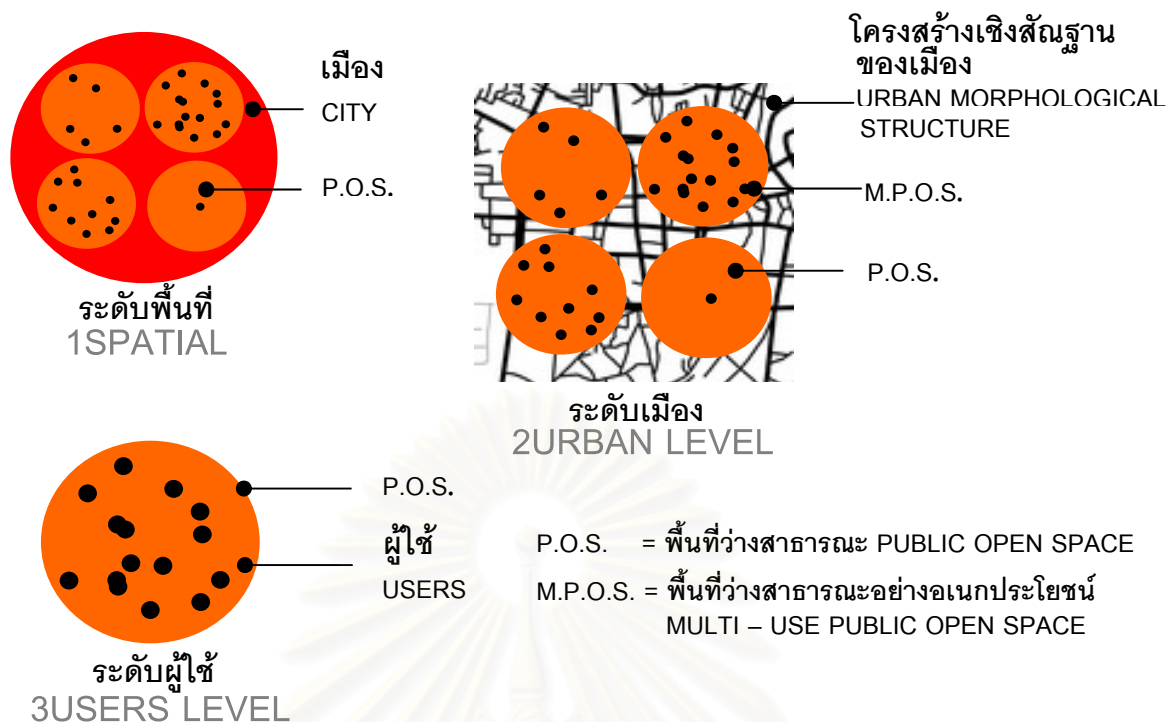 เมือง
CITY
P.O.S.
ระดับพื้นที่
1SPATIAL
โครงสร้างเชิงสัณฐาน
ของเมือง
URBAN MORPHOLOGICAL
STRUCTURE
M.P.O.S.
P.O.S.
ระดับเมือง
2URBAN LEVEL
P.O.S.
ผู้ใช้
USERS
ระดับผู้ใช้
3USERS LEVEL
P.O.S. = พื้นที่ว่างสาธารณะ PUBLIC OPEN SPACE
M.P.O.S. = พื้นที่ว่างสาธารณะอย่างอเนกประโยชน์
MULTI – USE PUBLIC OPEN SPACE